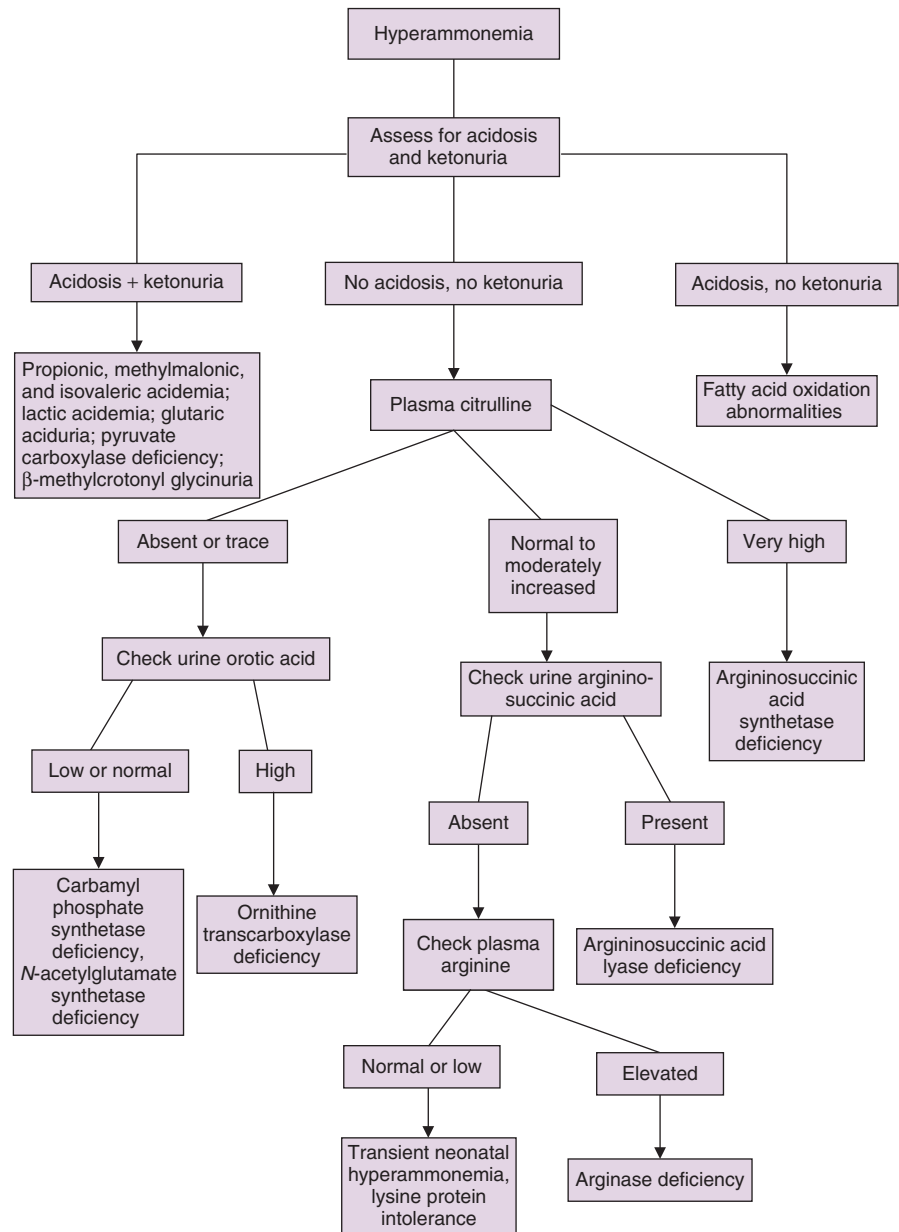 Hyperammonemia
Assess for acidosis
and ketonuria
Acidosis + ketonuria
No acidosis, no ketonuria
Acidosis, no ketonuria
Propionic, methylmalonic,
and isovaleric acidemia;
lactic acidemia; glutaric
aciduria; pyruvate
carboxylase deficiency;
β-methylcrotonyl glycinuria
Plasma citrulline
Fatty acid oxidation
abnormalities
Absent or trace
Normal to
moderately
increased
Very high
Check urine orotic acid
Check urine arginino-
succinic acid
Argininosuccinic
acid
synthetase
deficiency
Low or normal
High
Absent
Present
Carbamyl
phosphate
synthetase
deficiency,
N-acetylglutamate
synthetase
deficiency
Ornithine
transcarboxylase
deficiency
Check plasma
arginine
Argininosuccinic acid
lyase deficiency
Normal or low
Elevated
Transient neonatal
hyperammonemia,
lysine protein
intolerance
Arginase deficiency